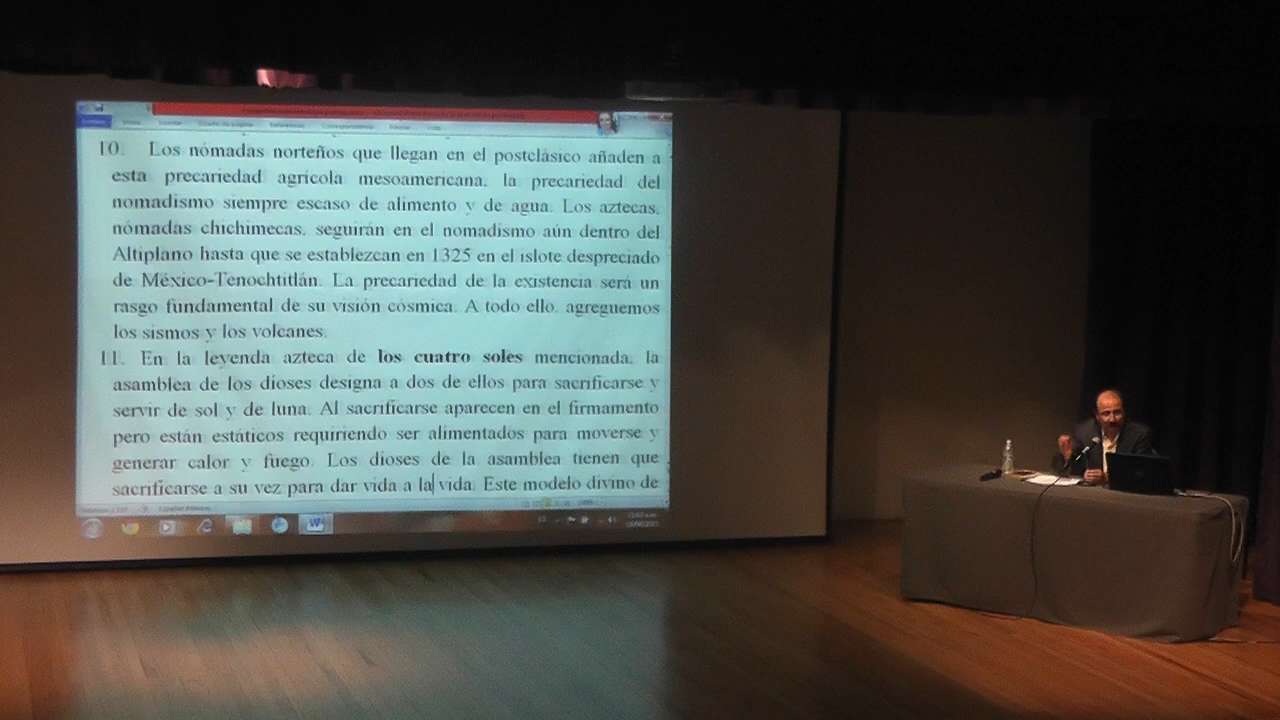 10. Los nómadas norteños que llegan en el postclásico añaden a
esta precariedad agrícola mesoamericana, la precariedad del
nomadismo siempre escaso de alimento y de agua. Los aztecas,
nómadas chichimecas, seguirán en el nomadismo aún dentro del
Altiplano hasta que se establezcan en 1325 en el islote despreciado
de México-Tenochtitlán. La precariedad de la existencia será un
rasgo fundamental de su visión cósmica. A todo ello, agreguemos
los sismos y los volcanes.
11. En la leyenda azteca de los cuatro soles mencionada, la
asamblea de los dioses designa a dos de ellos para sacrificarse y
servir de sol y de luna. Al sacrificarse aparecen en el firmamento
pero están estáticos requiriendo ser alimentados para moverse y
generar calor y fuego. Los dioses de la asamblea tienen que
sacrificarse a su vez para dar vida a la vida. Este modelo divino de